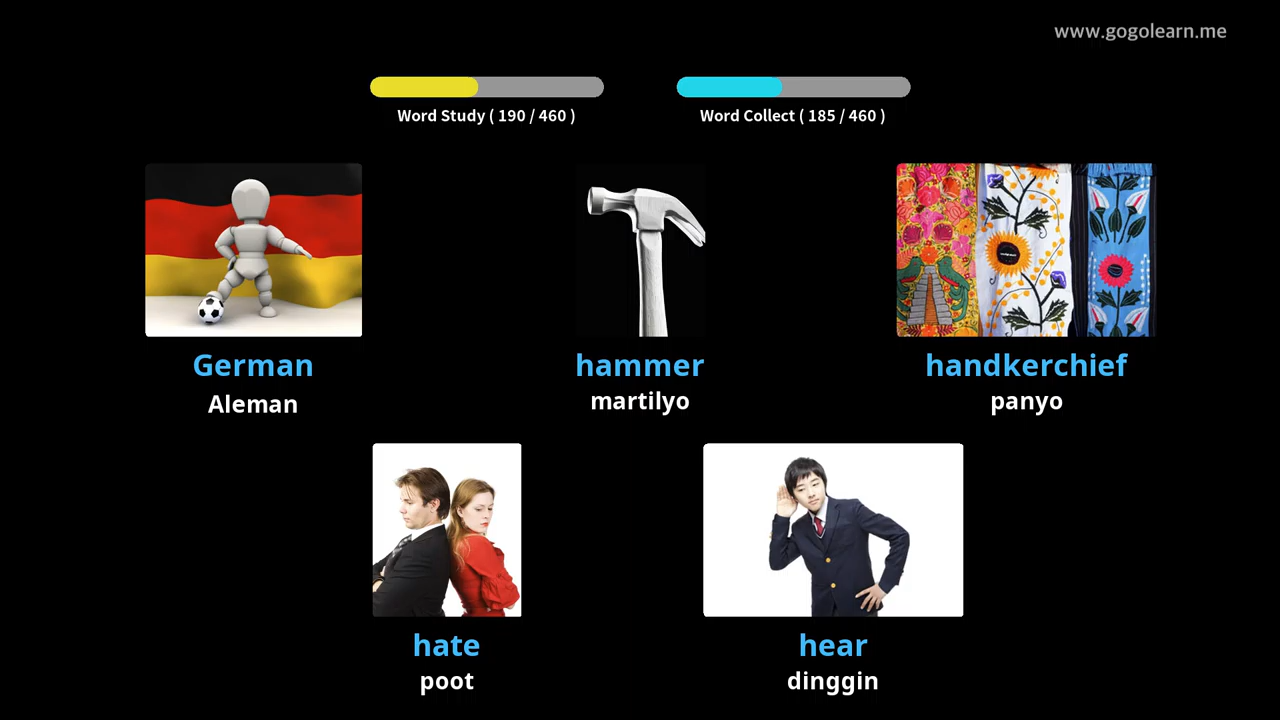 www.gogolearn.me
Word Study ( 190 / 460 )
Word Collect ( 185 / 460 )
German
Aleman
hammer
martilyo
handkerchief
panyo
hate
poot
hear
dinggin